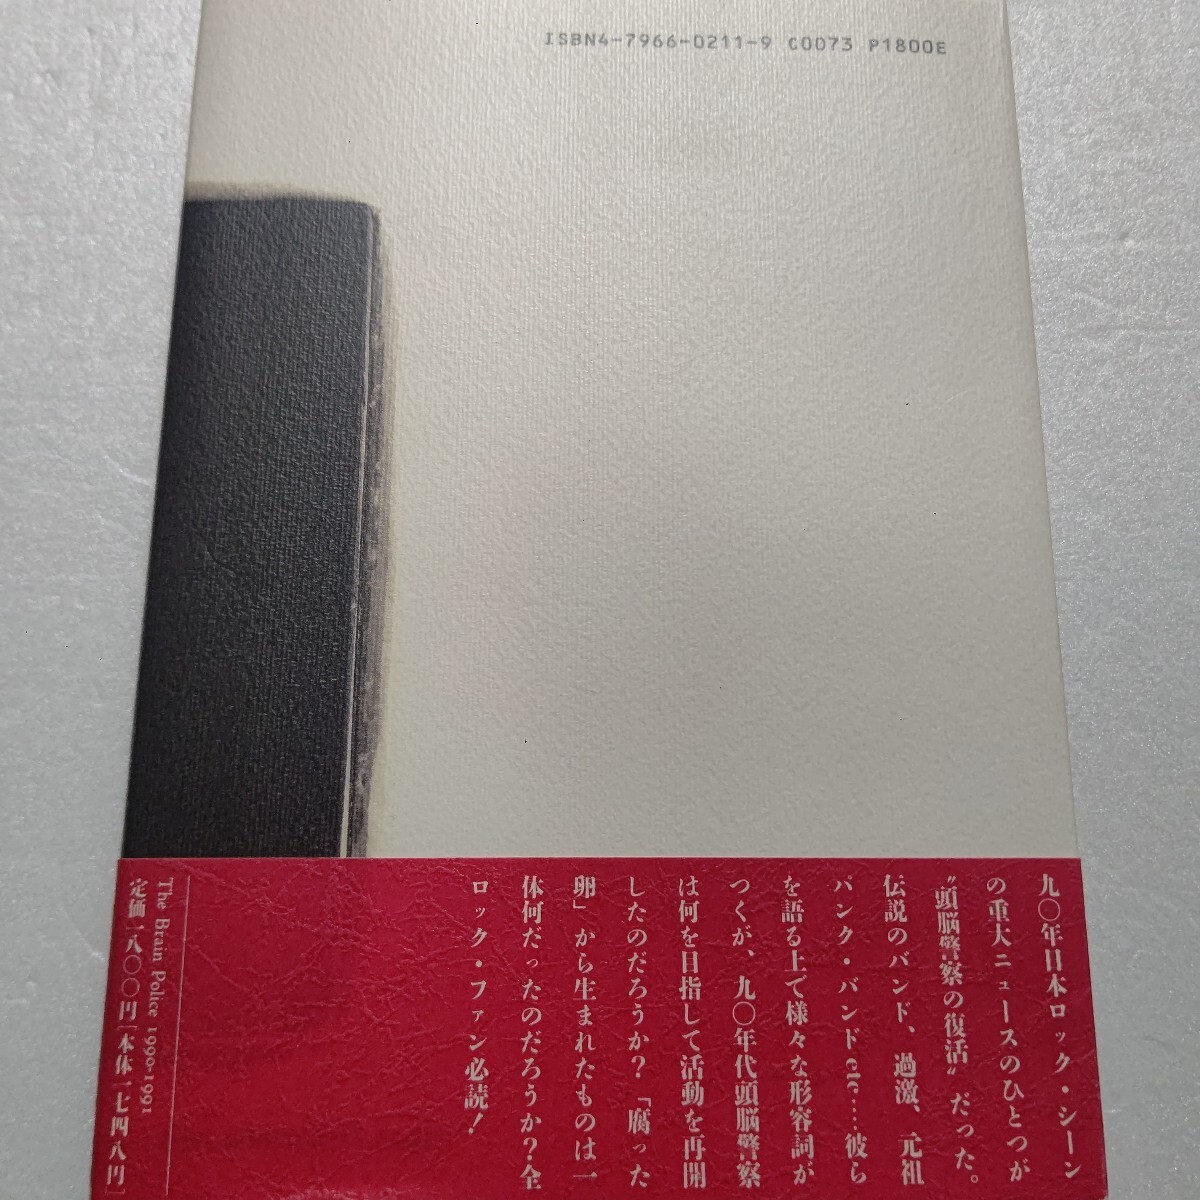 ISBN4-7966-0211-9 C0073 P1800E
九〇年日本ロック・シーン
の重大ニュースのひとつが
〝頭脳警察の復活〟だった。
伝説のバンド、過激、元祖
パンク・バンドetc……彼ら
を語る上で様々な形容詞が
つくが、九〇年代頭脳警察
は何を目指して活動を再開
したのだろうか?「腐った
卵」から生まれたものは一
体何だったのだろうか?全
ロック・ファン必読!
The Brain Police 1990-1991
定価一八〇〇円[本体一七四八円]